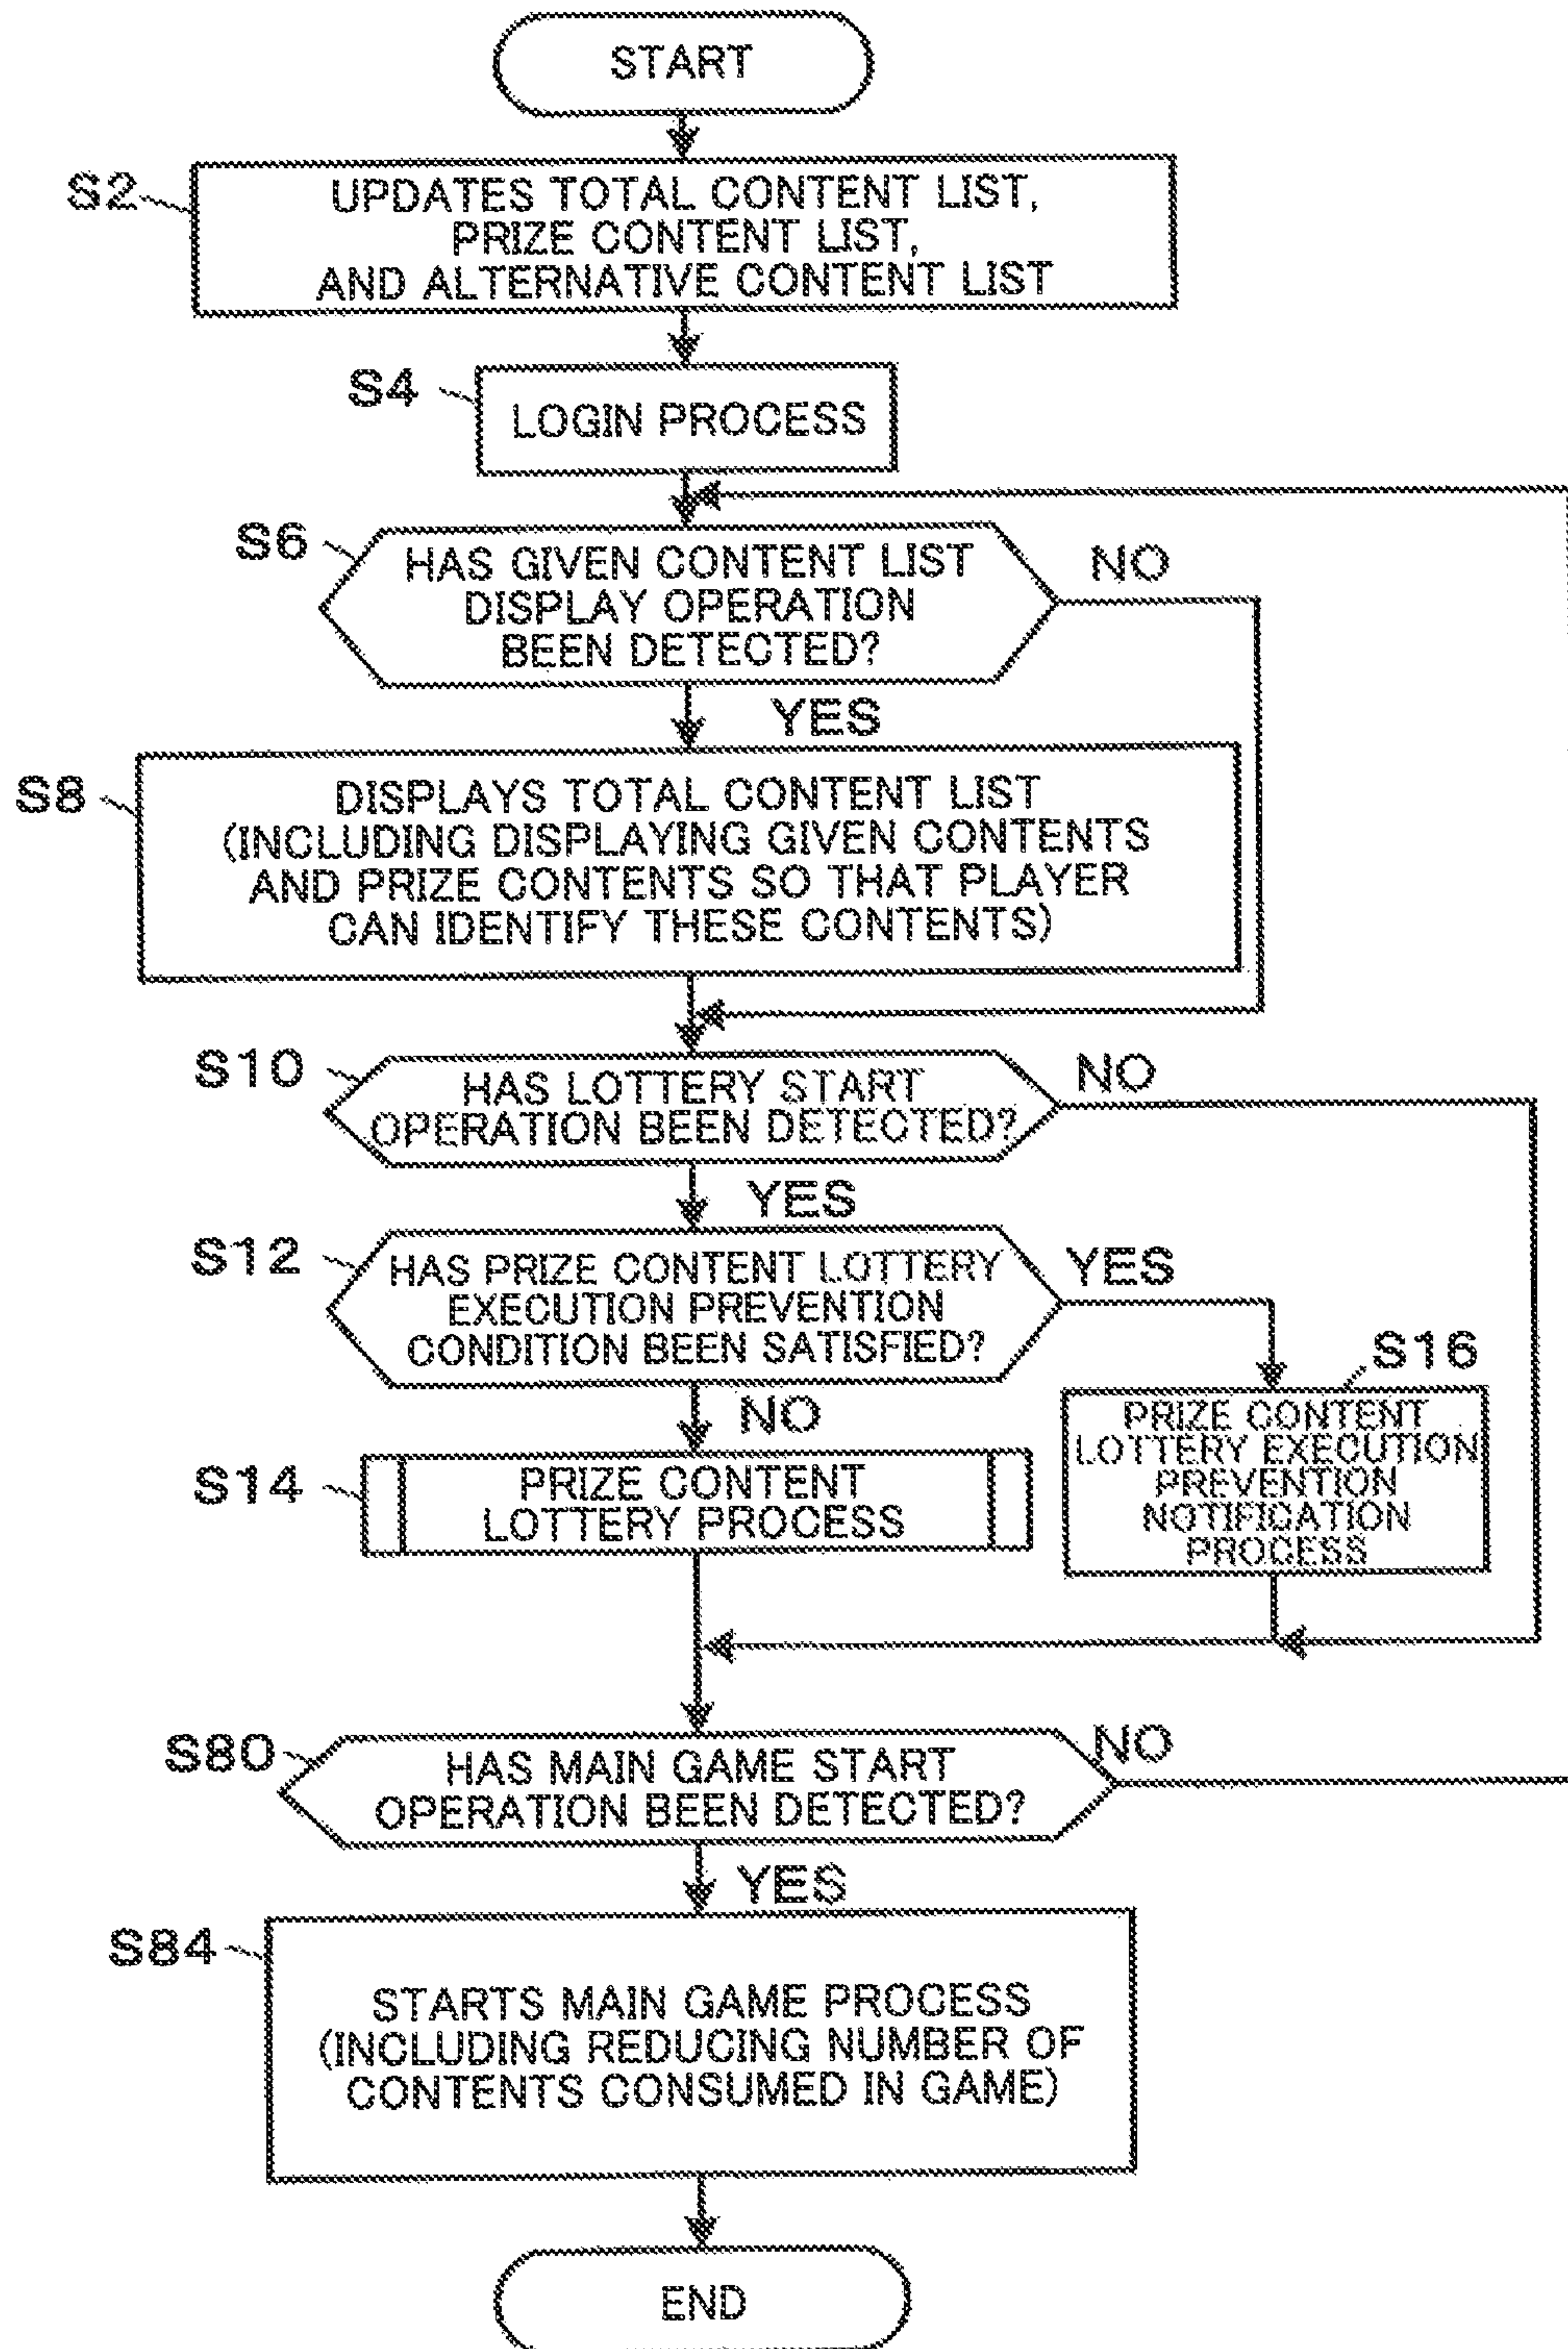 START
S2
UPDATES TOTAL CONTENT LIST,
PRIZE CONTENT LIST,
AND ALTERNATIVE CONTENT LIST
S4
LOGIN PROCESS
S6
HAS GIVEN CONTENT LIST
DISPLAY OPERATION
BEEN DETECTED?
NO
YES
S8
DISPLAYS TOTAL CONTENT LIST
(INCLUDING DISPLAYING GIVEN CONTENTS
AND PRIZE CONTENTS SO THAT PLAYER
CAN IDENTIFY THESE CONTENTS)
S10
HAS LOTTERY START
OPERATION BEEN DETECTED?
NO
YES
S12
HAS PRIZE CONTENT LOTTERY
EXECUTION PREVENTION
CONDITION BEEN SATISFIED?
YES
NO
S16
PRIZE CONTENT
LOTTERY EXECUTION
PREVENTION
NOTIFICATION
PROCESS
S14
PRIZE CONTENT
LOTTERY PROCESS
S80
HAS MAIN GAME START
OPERATION BEEN DETECTED?
NO
YES
S84
STARTS MAIN GAME PROCESS
(INCLUDING REDUCING NUMBER OF
CONTENTS CONSUMED IN GAME)
END